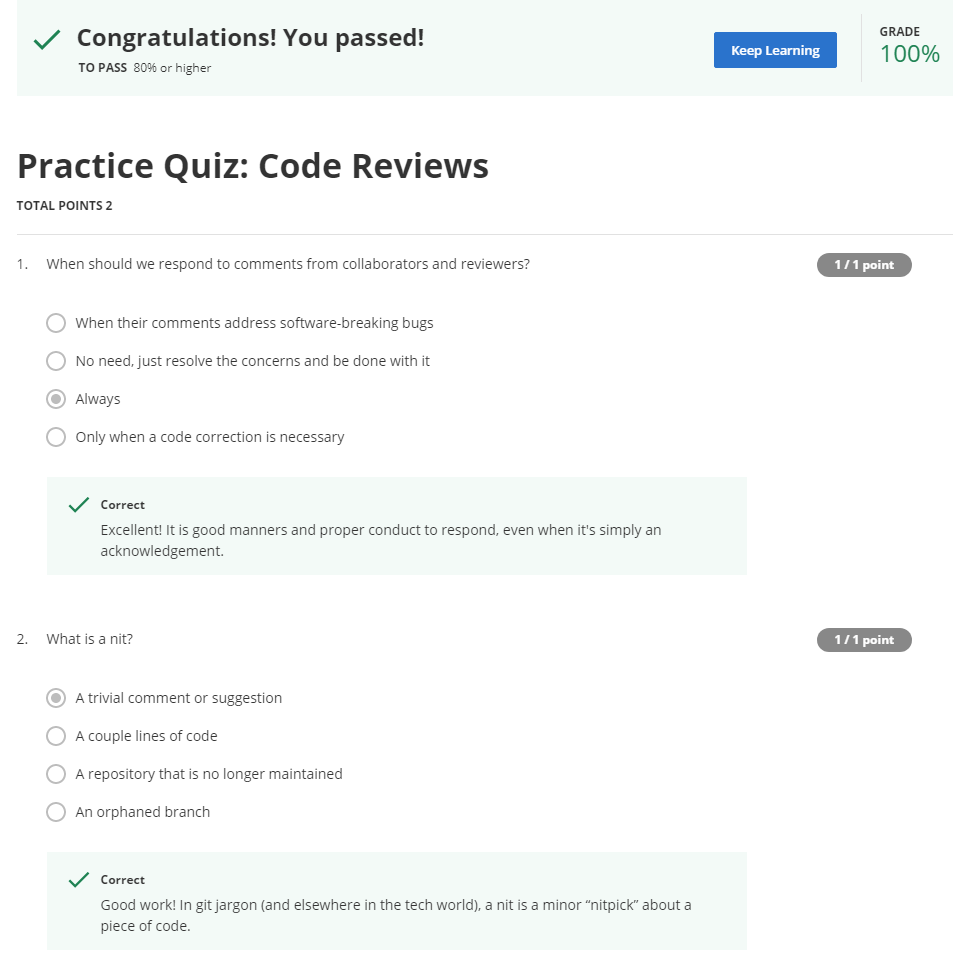 Congratulations! You passed!
TO PASS 80% or higher
Keep Learning
GRADE
100%
Practice Quiz: Code Reviews
TOTAL POINTS 2
1. When should we respond to comments from collaborators and reviewers?
1 / 1 point
When their comments address software-breaking bugs
No need, just resolve the concerns and be done with it
Always
Only when a code correction is necessary
Correct
Excellent! It is good manners and proper conduct to respond, even when it's simply an
acknowledgement.
2. What is a nit?
1 / 1 point
A trivial comment or suggestion
A couple lines of code
A repository that is no longer maintained
An orphaned branch
Correct
Good work! In git jargon (and elsewhere in the tech world), a nit is a minor “nitpick” about a
piece of code.